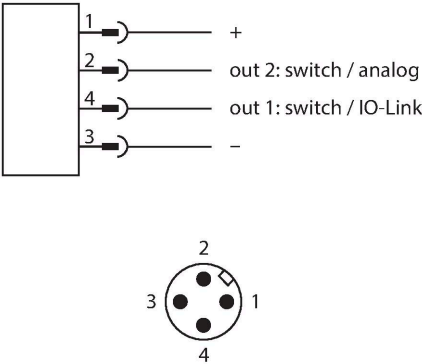 1 +
2 out 2: switch / analog
4 out 1: switch / IO-Link
3 –
2
3 1
4